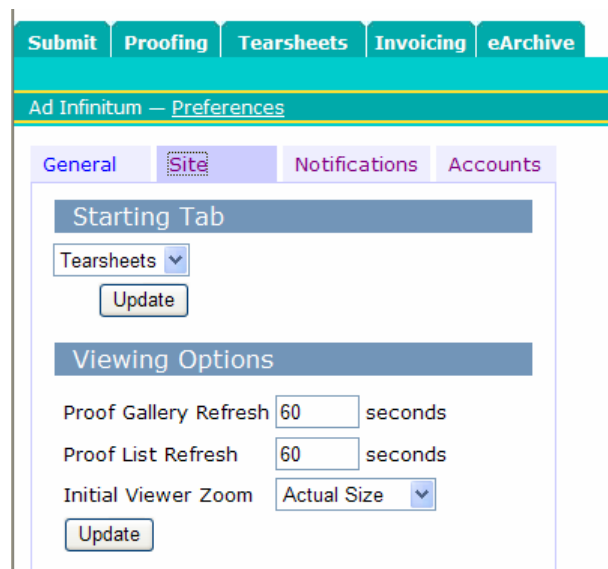 Submit Proofing Tearsheets Invoicing eArchive
Ad Infinitum — Preferences
General Site Notifications Accounts
Starting Tab
Tearsheets
Update
Viewing Options
Proof Gallery Refresh 60 seconds
Proof List Refresh 60 seconds
Initial Viewer Zoom Actual Size
Update